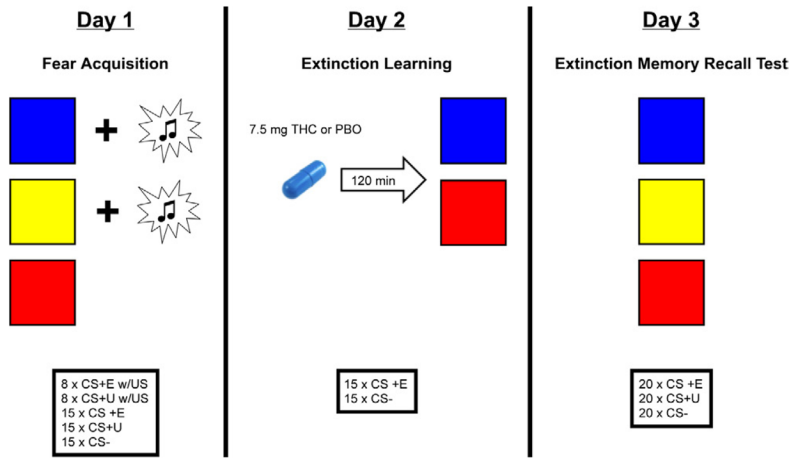 Day 1
Fear Acquisition
+
+
8 x CS+E w/US
8 x CS+U w/US
15 x CS +E
15 x CS+U
15 x CS-
Day 2
Extinction Learning
7.5 mg THC or PBO
120 min
15 x CS +E
15 x CS-
Day 3
Extinction Memory Recall Test
20 x CS +E
20 x CS+U
20 x CS-